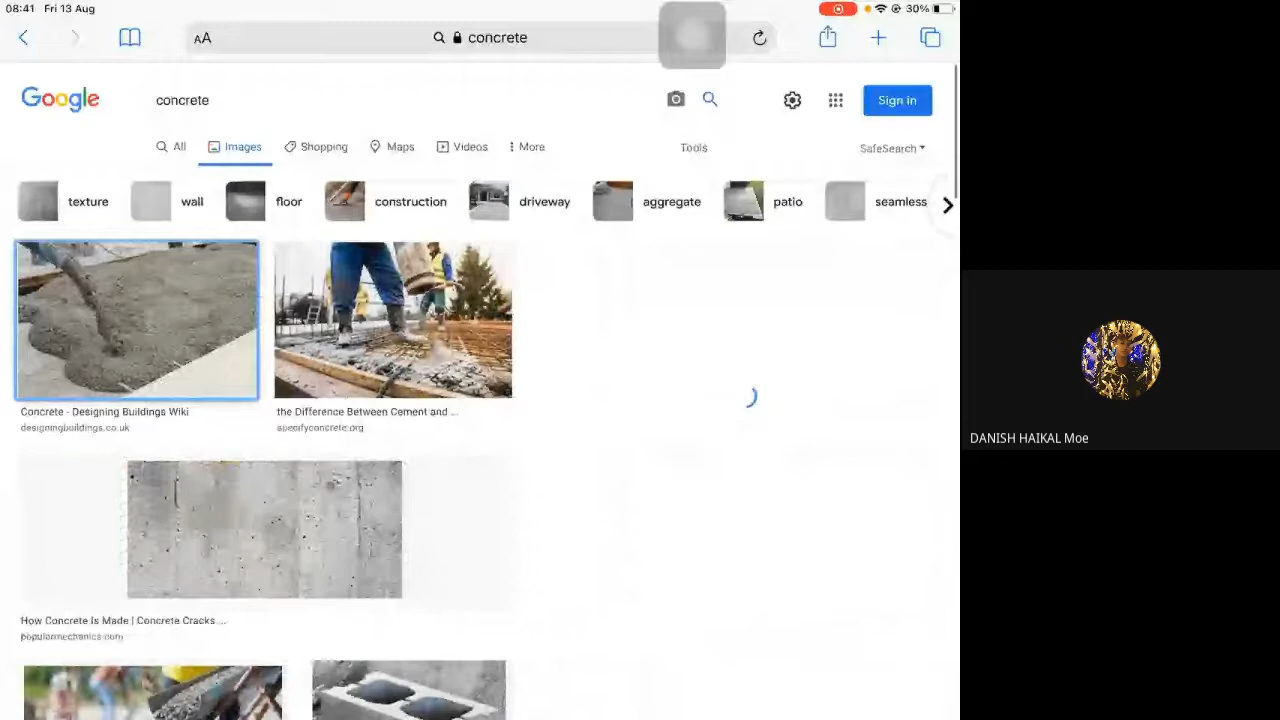 08:41 Fri 13 Aug
30%
AA
concrete
Google
concrete
Sign in
All
Images
Shopping
Maps
Videos
More
Tools
SafeSearch
texture
wall
floor
construction
driveway
aggregate
patio
seamless
Concrete - Designing Buildings Wiki
designingbuildings.co.uk
the Difference Between Cement and ...
specifyconcrete.org
How Concrete Is Made | Concrete Cracks ...
popularmechanics.com
DANISH HAIKAL Moe